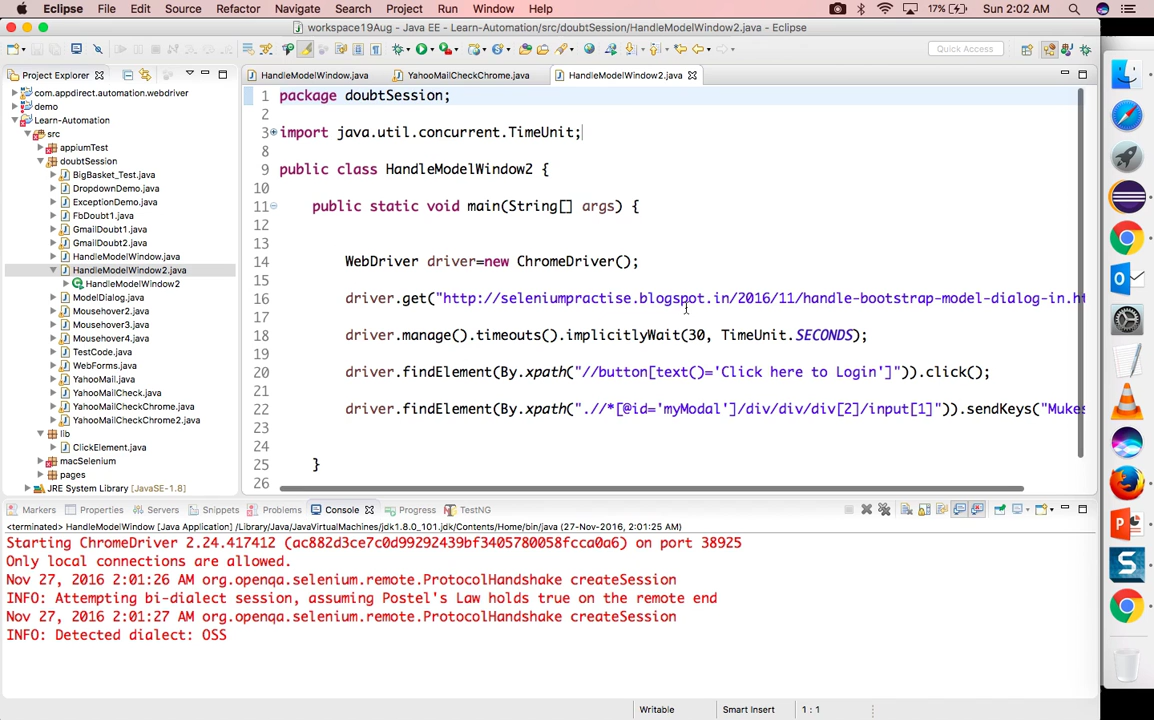 Eclipse File Edit Source Refactor Navigate Search Project Run Window Help 17% Sun 2:02 AM
workspace19Aug - Java EE - Learn-Automation/src/doubtSession/HandleModelWindow2.java - Eclipse
Quick Access
Project Explorer
com.appdirect.automation.webdriver
demo
Learn-Automation
src
appiumTest
doubtSession
BigBasket_Test.java
DropdownDemo.java
ExceptionDemo.java
FbDoubt1.java
GmailDoubt1.java
GmailDoubt2.java
HandleModelWindow.java
HandleModelWindow2.java
HandleModelWindow2
ModelDialog.java
Mousehover2.java
Mousehover3.java
Mousehover4.java
TestCode.java
WebForms.java
YahooMail.java
YahooMailCheck.java
YahooMailCheckChrome.java
YahooMailCheckChrome2.java
lib
ClickElement.java
macSelenium
pages
JRE System Library [JavaSE-1.8]
HandleModelWindow.java YahooMailCheckChrome.java HandleModelWindow2.java
1 package doubtSession;
2
3 import java.util.concurrent.TimeUnit;
8
9 public class HandleModelWindow2 {
10
11 public static void main(String[] args) {
12
13
14 WebDriver driver=new ChromeDriver();
15
16 driver.get("http://seleniumpractise.blogspot.in/2016/11/handle-bootstrap-model-dialog-in.ht
17
18 driver.manage().timeouts().implicitlyWait(30, TimeUnit.SECONDS);
19
20 driver.findElement(By.xpath("//button[text()='Click here to Login']")).click();
21
22 driver.findElement(By.xpath(".//*[@id='myModal']/div/div/div[2]/input[1]")).sendKeys("Mukes
23
24
25 }
26
Markers Properties Servers Snippets Problems Console Progress TestNG
<terminated> HandleModelWindow [Java Application] /Library/Java/JavaVirtualMachines/jdk1.8.0_101.jdk/Contents/Home/bin/java (27-Nov-2016, 2:01:25 AM)
Starting ChromeDriver 2.24.417412 (ac882d3ce7c0d99292439bf3405780058fcca0a6) on port 38925
Only local connections are allowed.
Nov 27, 2016 2:01:26 AM org.openqa.selenium.remote.ProtocolHandshake createSession
INFO: Attempting bi-dialect session, assuming Postel's Law holds true on the remote end
Nov 27, 2016 2:01:27 AM org.openqa.selenium.remote.ProtocolHandshake createSession
INFO: Detected dialect: OSS
Writable Smart Insert 1 : 1